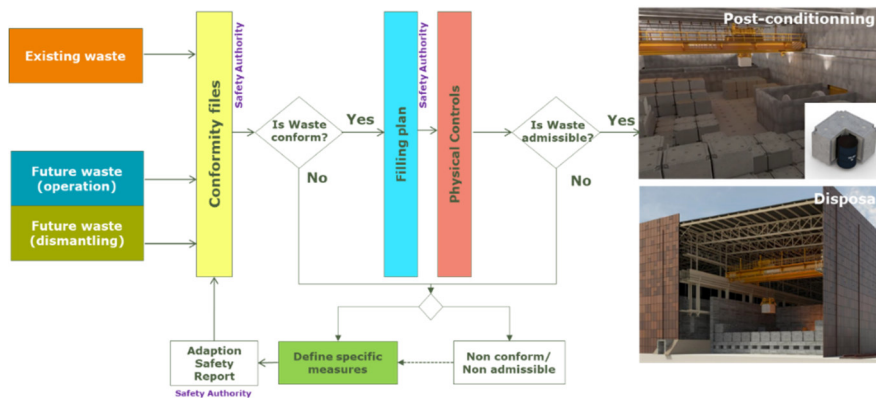 Post-conditionning
Existing waste
Conformity files
Safety Authority
Is Waste
conform?
Yes
No
Filling plan
Safety Authority
Physical Controls
Is Waste
admissible?
Yes
No
Future waste
(operation)
Future waste
(dismantling)
Disposa
Adaption
Safety
Report
Safety Authority
Define specific
measures
Non conform/
Non admissible